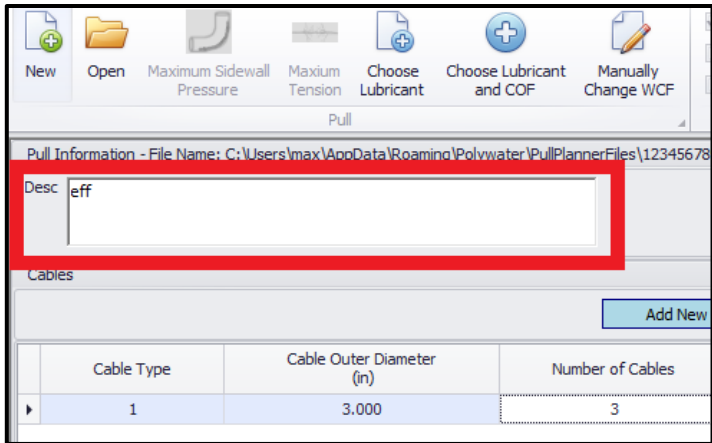 New
Open
Maximum Sidewall
Pressure
Maxium
Tension
Choose
Lubricant
Choose Lubricant
and COF
Manually
Change WCF
Pull
Pull Information - File Name: C:\Users\max\AppData\Roaming\Polywater\PullPlannerFiles\12345678
Desc eff
Cables
Add New
Cable Type
Cable Outer Diameter
(in)
Number of Cables
1 3.000 3